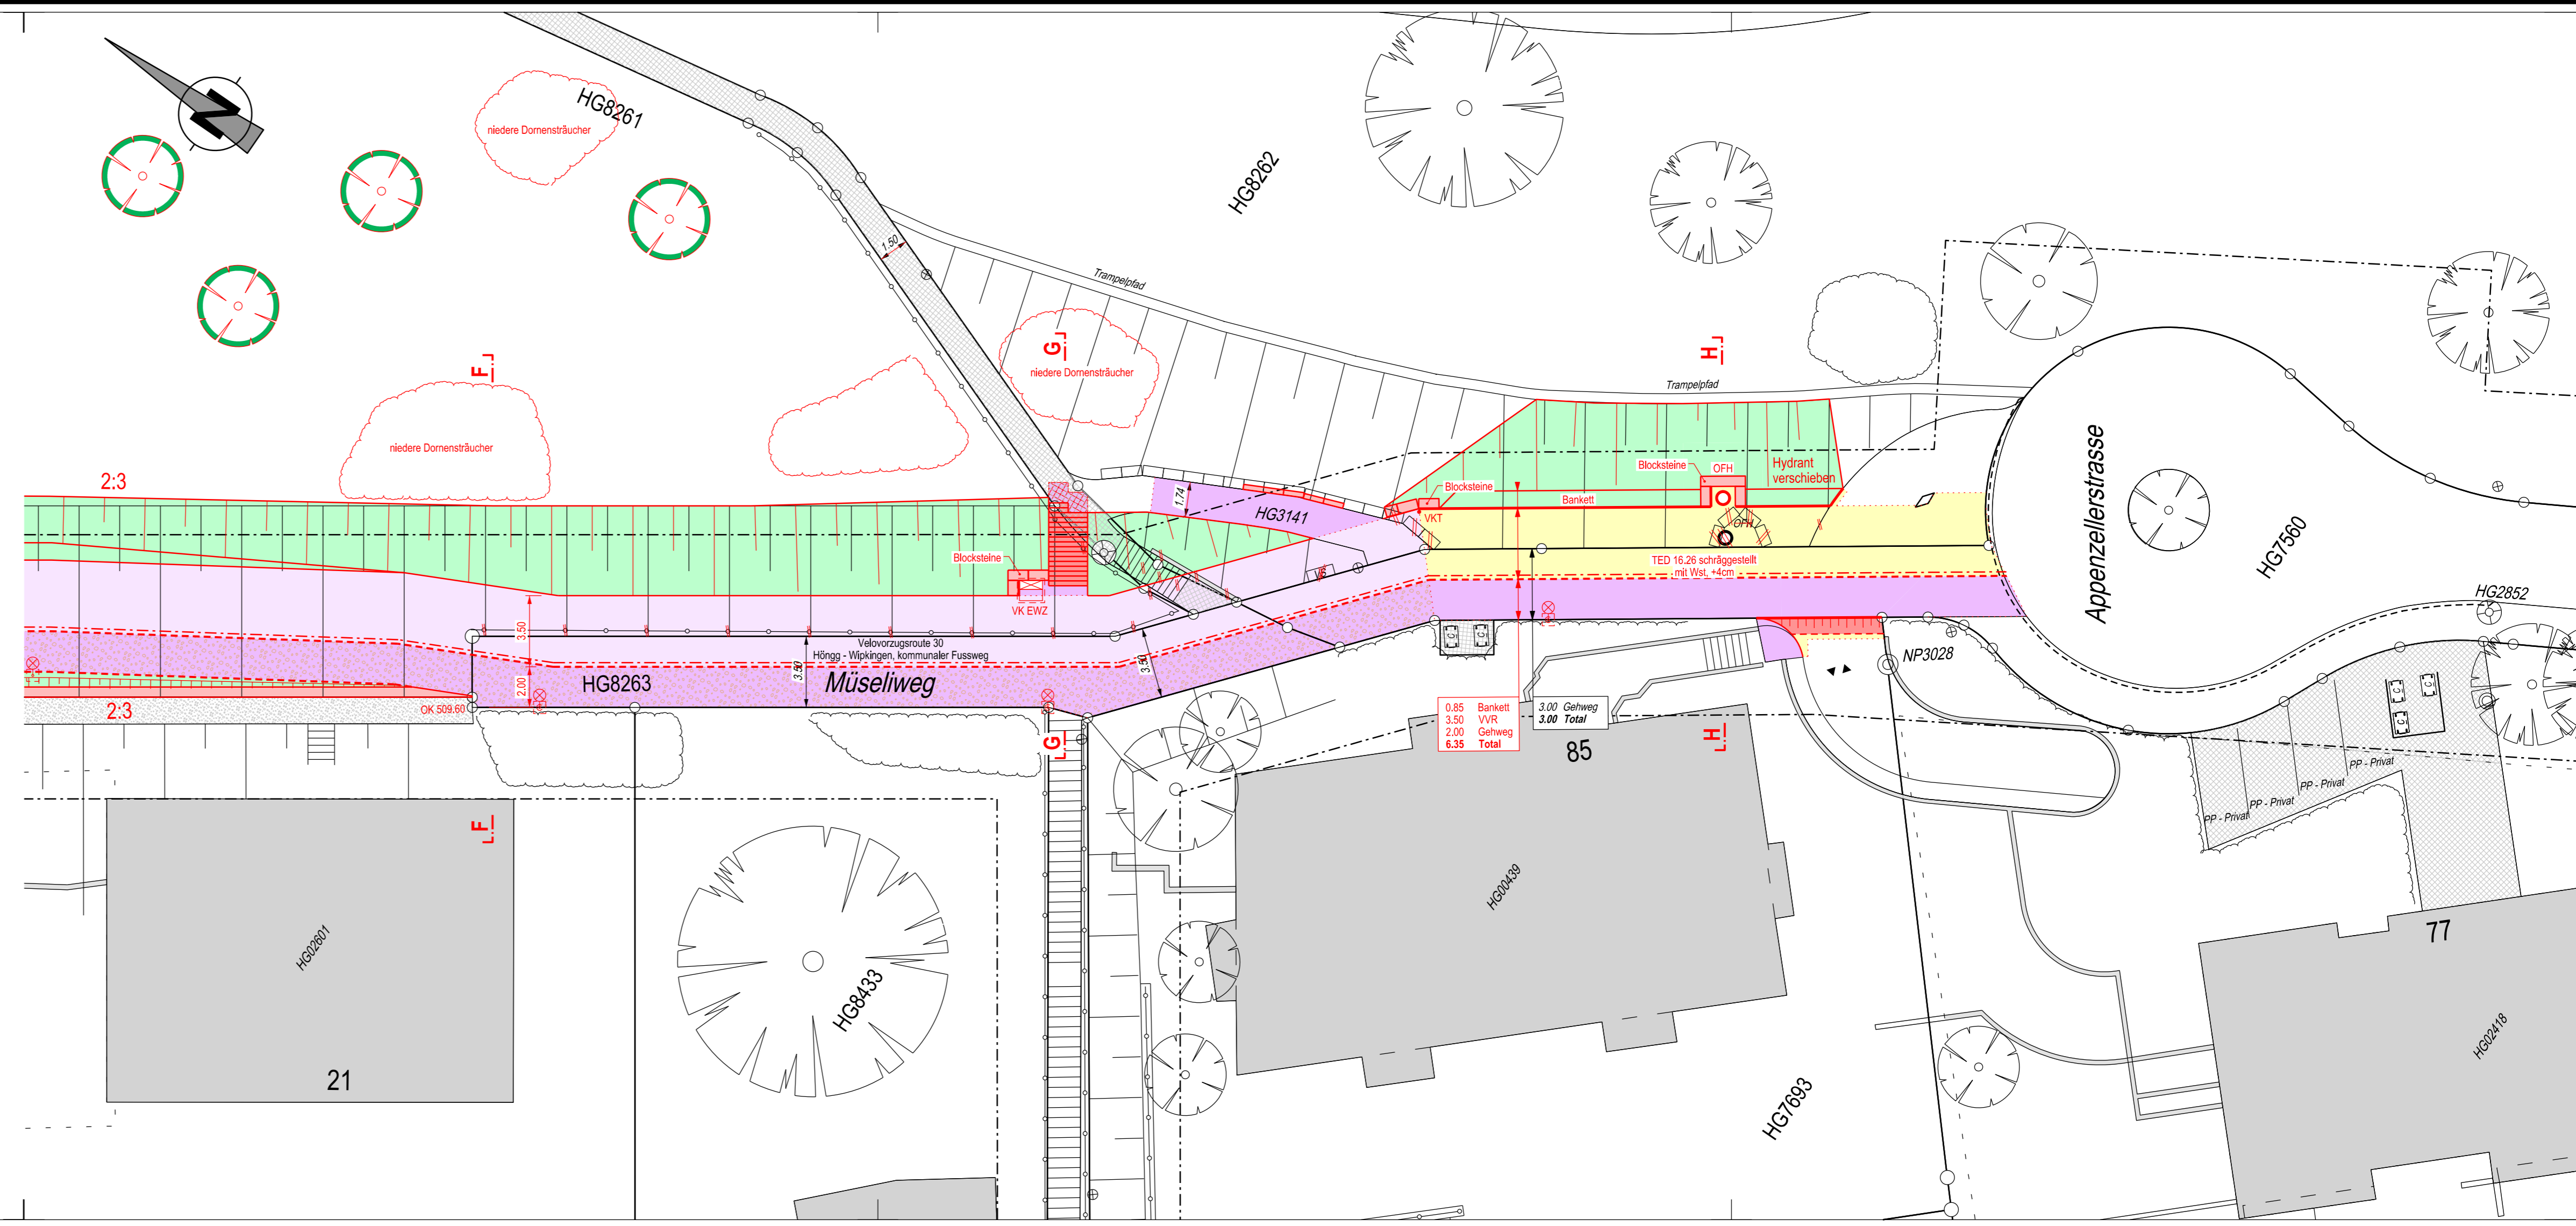 N
HG8261
niedere Dornensträucher
HG8262
1.50
Trampelpfad
G
niedere Dornensträucher
H
F
Trampelpfad
niedere Dornensträucher
2:3
Appenzellerstrasse
HG7560
Blocksteine
OFH
Hydrant
verschieben
Blocksteine
Bankett
1.74
HG3141
VKT
OFH
Blocksteine
VK EWZ
VS
TED 16.26 schräggestellt
mit Wst, +4cm
HG2852
3.50
Velovorzugsroute 30
Höngg - Wipkingen, kommunaler Fussweg
3.50
3.50
2.00
HG8263
Müseliweg
NP3028
2:3
OK 509.60
C
C
C
C
C
0.85 Bankett
3.50 VVR
2.00 Gehweg
6.35 Total
3.00 Gehweg
3.00 Total
85
G
H
PP - Privat
PP - Privat
PP - Privat
PP - Privat
F
HG02601
21
HG8433
HG00439
HG7693
77
HG02418